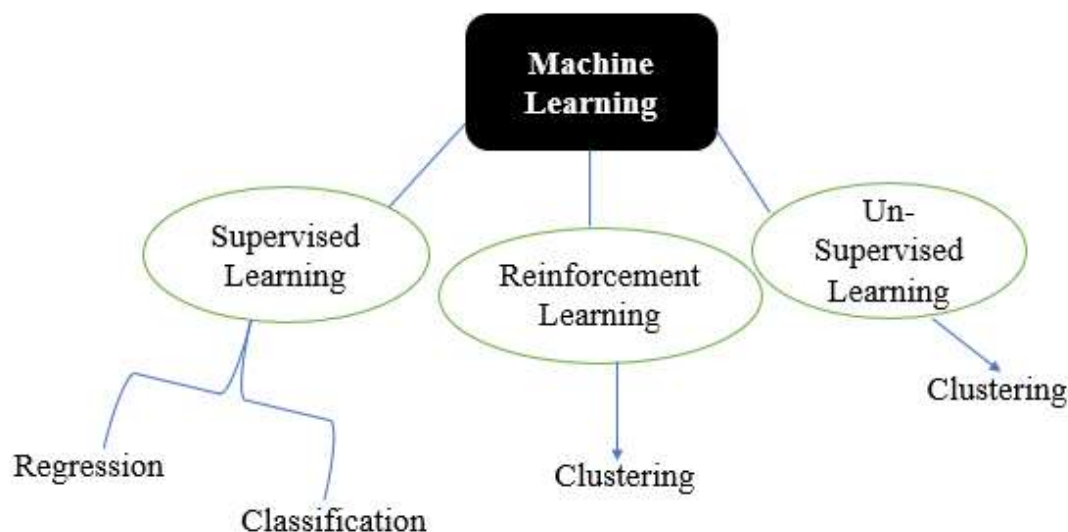 Machine
Learning
Supervised
Learning
Reinforcement
Learning
Un-
Supervised
Learning
Regression
Classification
Clustering
Clustering